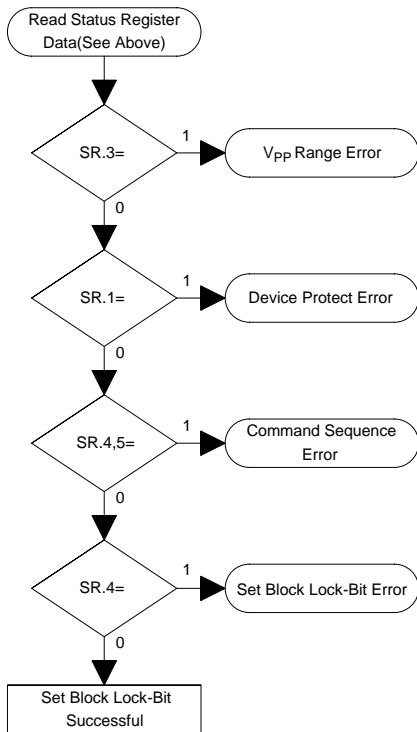 Read Status Register
Data(See Above)
SR.3=
1
VPP Range Error
0
SR.1=
1
Device Protect Error
0
SR.4,5=
1
Command Sequence
Error
0
SR.4=
1
Set Block Lock-Bit Error
0
Set Block Lock-Bit
Successful